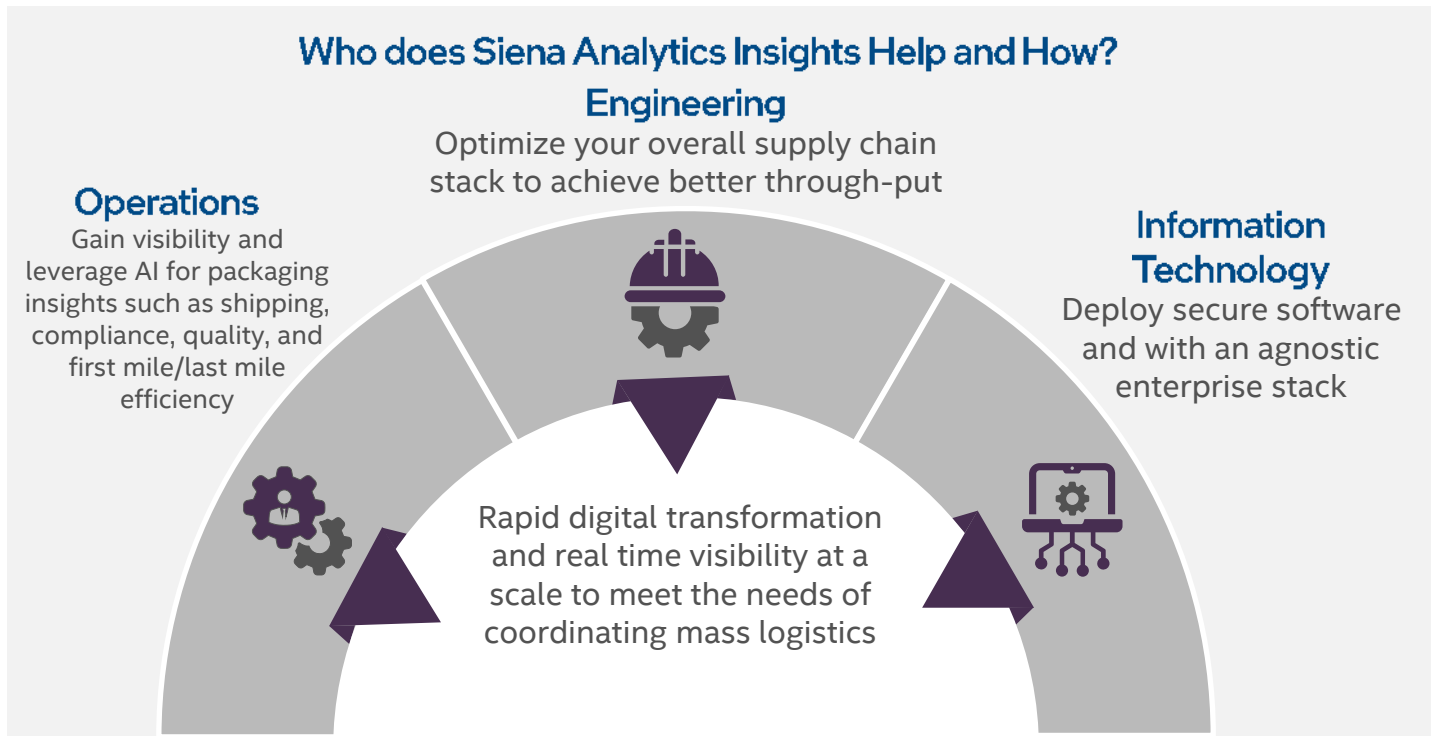 Who does Siena Analytics Insights Help and How?
Engineering
Optimize your overall supply chain
stack to achieve better through-put
Operations
Gain visibility and
leverage AI for packaging
insights such as shipping,
compliance, quality, and
first mile/last mile
efficiency
Information
Technology
Deploy secure software
and with an agnostic
enterprise stack
Rapid digital transformation
and real time visibility at a
scale to meet the needs of
coordinating mass logistics